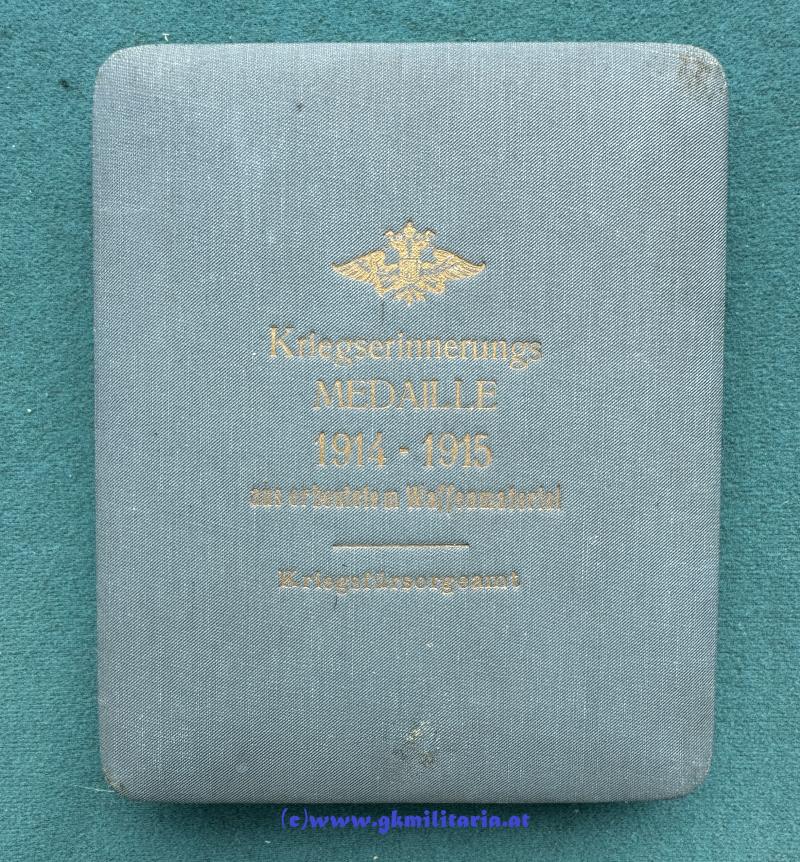 Kriegserinnerungs
MEDAILLE
1914 - 1915
aus erbeutetem Waffenmaterial
Kriegsfürsorgeamt
(c)www.gkmilitaria.at